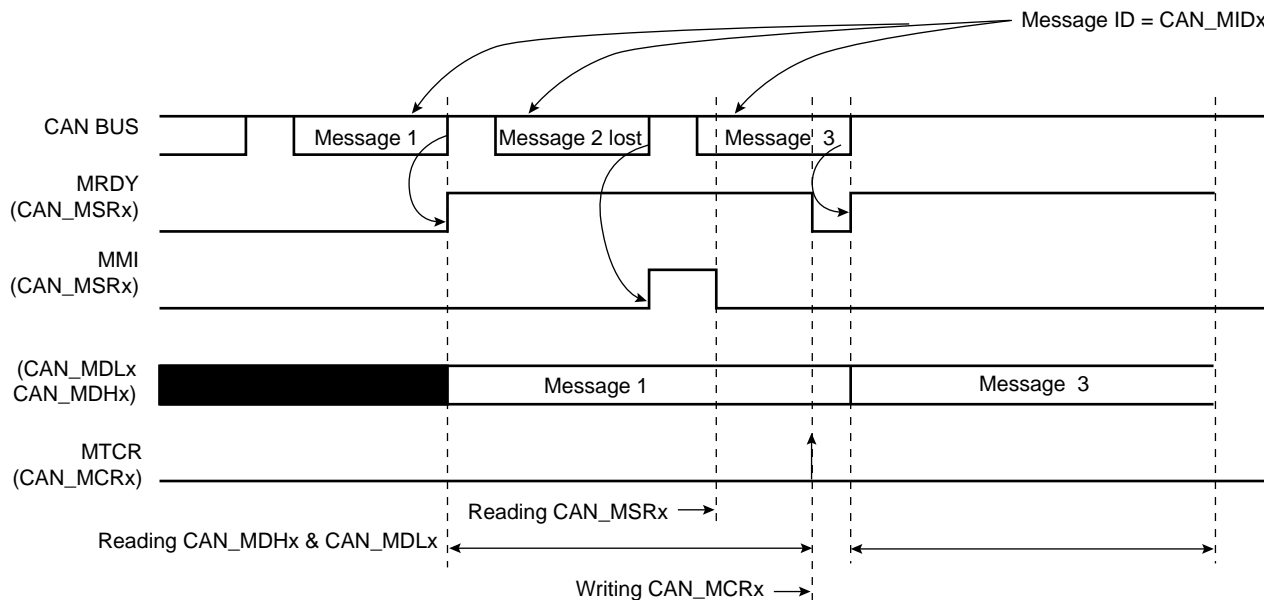 Message ID = CAN_MIDx
CAN BUS
Message 1
Message 2 lost
Message 3
MRDY
(CAN_MSRx)
MMI
(CAN_MSRx)
(CAN_MDLx
CAN_MDHx)
Message 1
Message 3
MTCR
(CAN_MCRx)
Reading CAN_MSRx
Reading CAN_MDHx & CAN_MDLx
Writing CAN_MCRx